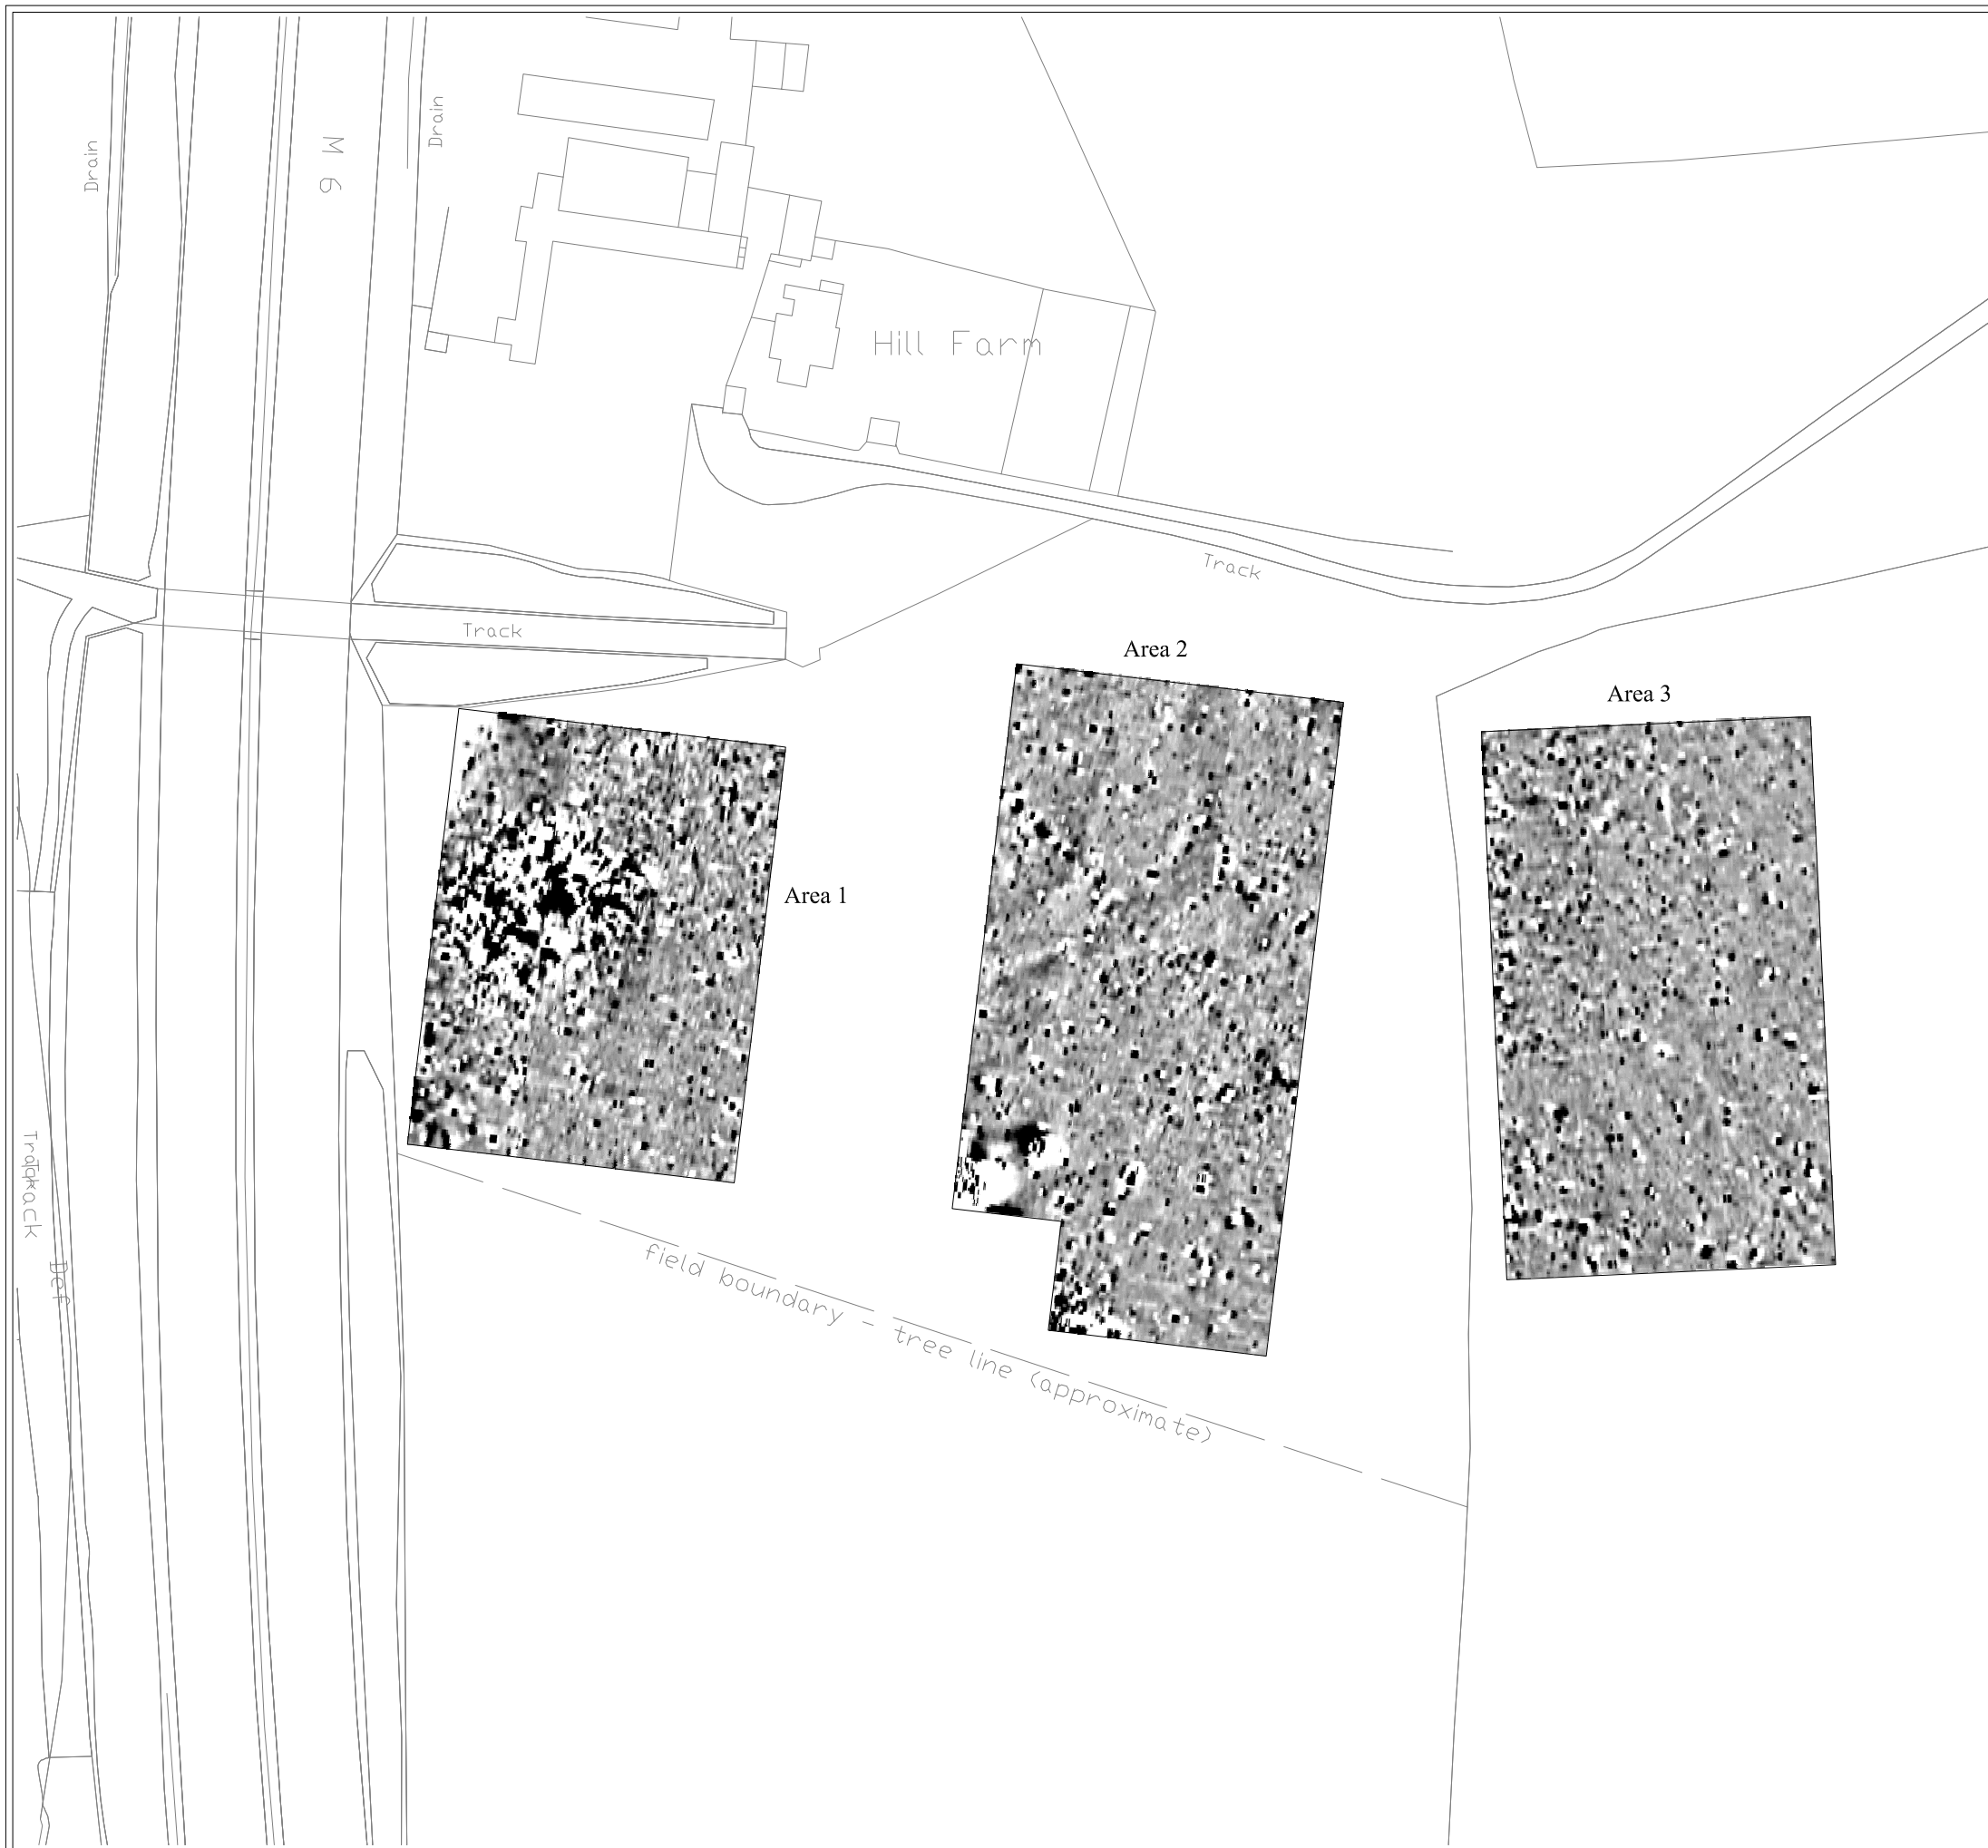 Drain
Drain
M 6
Hill Farm
Track
Track
Area 2
Area 3
Area 1
Track
Track
Def
field boundary - tree line (approximate)